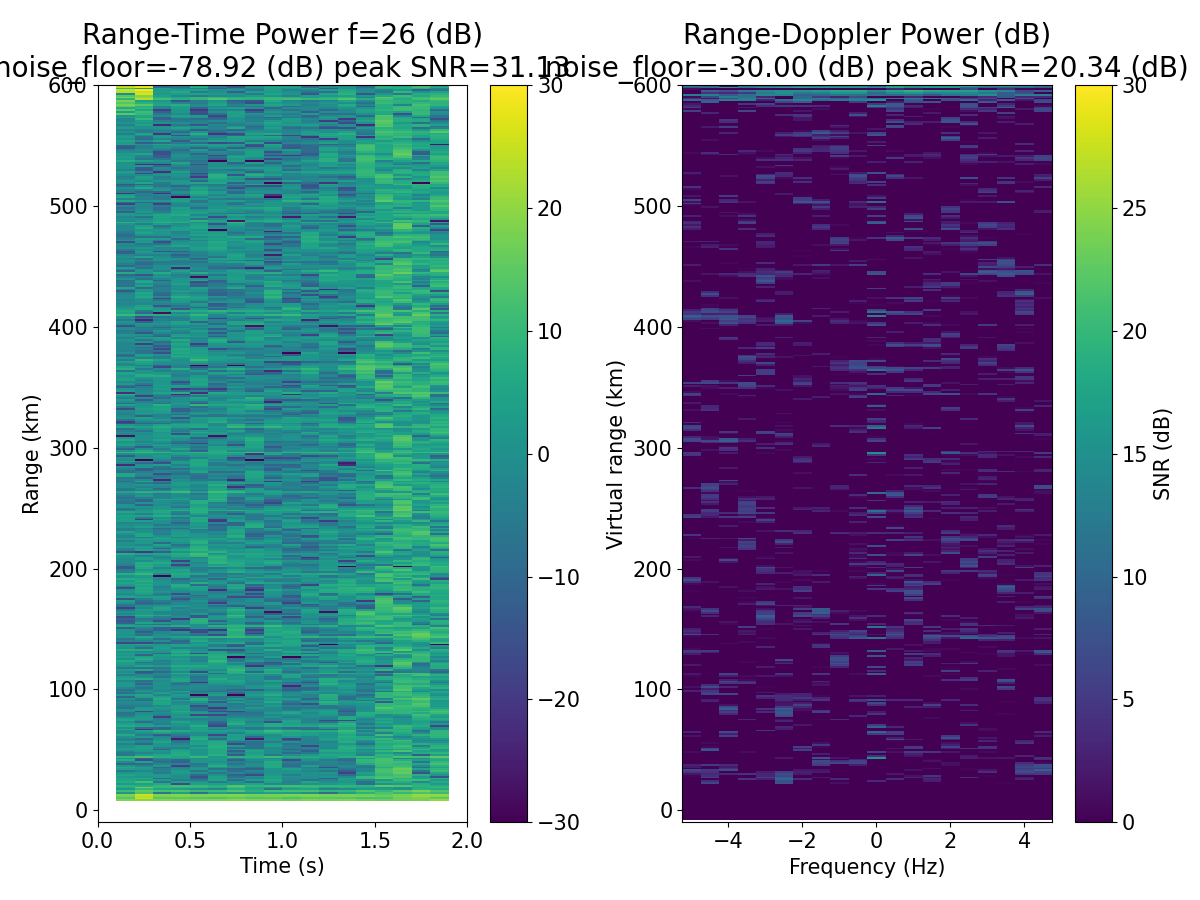 Range-Time Power f=26 (dB)
noise_floor=-78.92 (dB) peak SNR=31.13
Range-Doppler Power (dB)
noise_floor=-30.00 (dB) peak SNR=20.34 (dB)
600
500
400
300
200
100
0
Range (km)
0.0 0.5 1.0 1.5 2.0
Time (s)
30
20
10
0
−10
−20
−30
600
500
400
300
200
100
0
Virtual range (km)
−4 −2 0 2 4
Frequency (Hz)
30
25
20
15
10
5
0
SNR (dB)